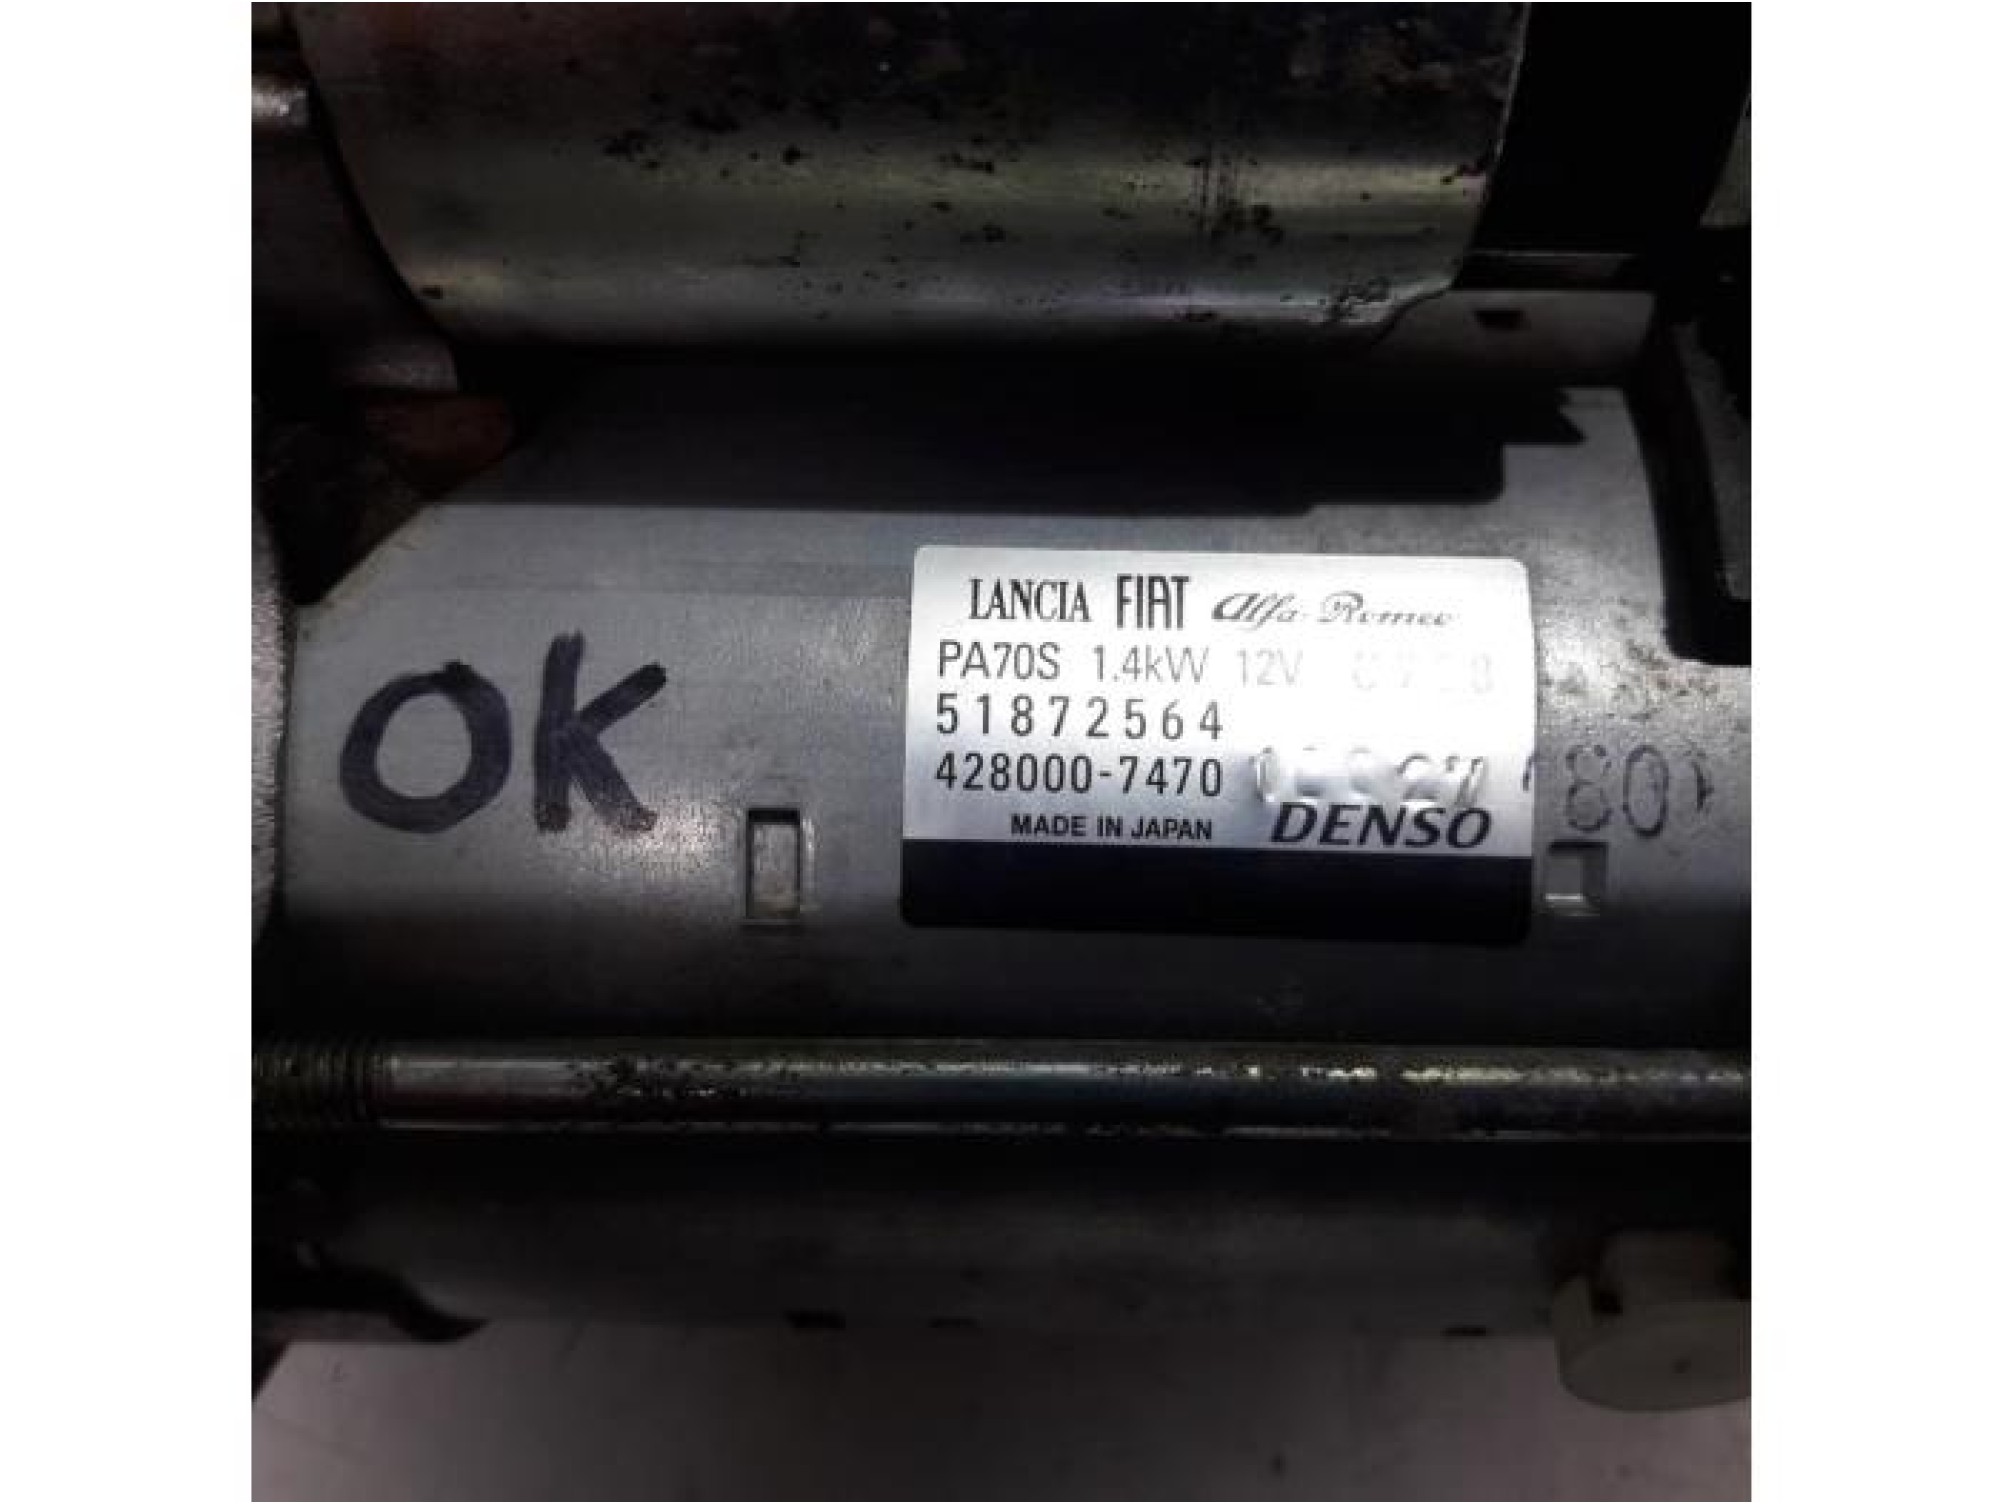 OK
LANCIA FIAT Alfa-Romeo
PA70S 1.4kW 12V
51872564
428000-7470
MADE IN JAPAN DENSO